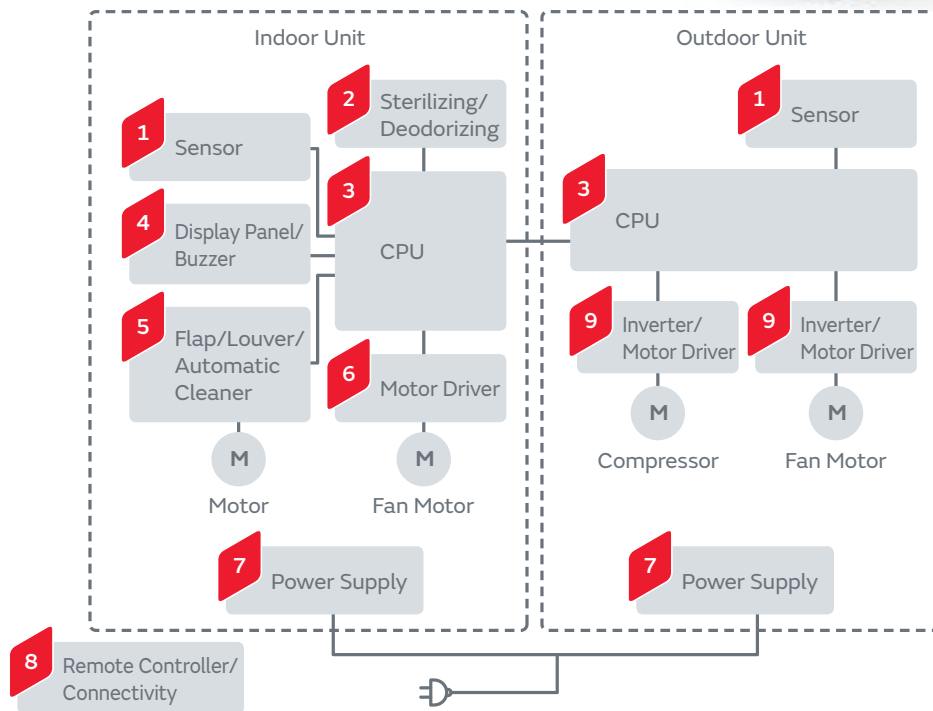 Indoor Unit
Outdoor Unit
1
Sensor
2
Sterilizing/
Deodorizing
3
CPU
4
Display Panel/
Buzzer
5
Flap/Louver/
Automatic
Cleaner
6
Motor Driver
M
Motor
M
Fan Motor
7
Power Supply
1
Sensor
3
CPU
9
Inverter/
Motor Driver
9
Inverter/
Motor Driver
M
Compressor
M
Fan Motor
7
Power Supply
8
Remote Controller/
Connectivity